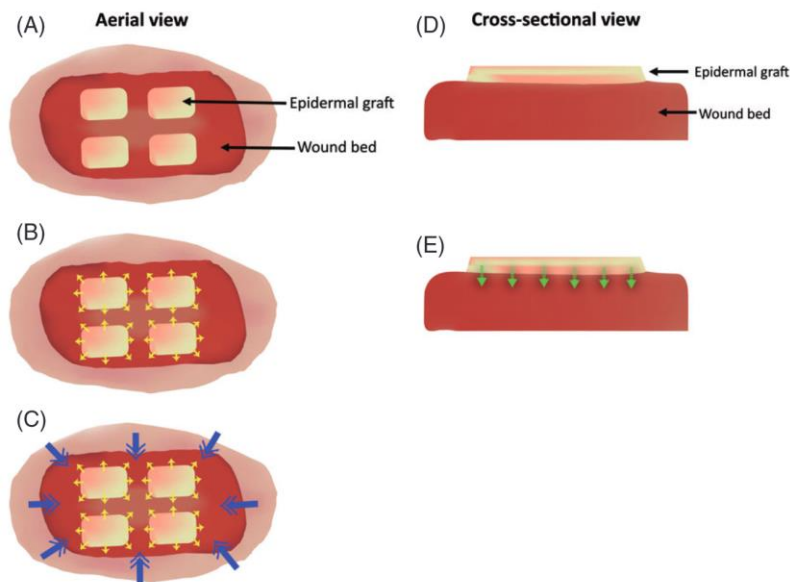 (A)
Aerial view
Epidermal graft
Wound bed
(B)
(C)
(D)
Cross-sectional view
Epidermal graft
Wound bed
(E)